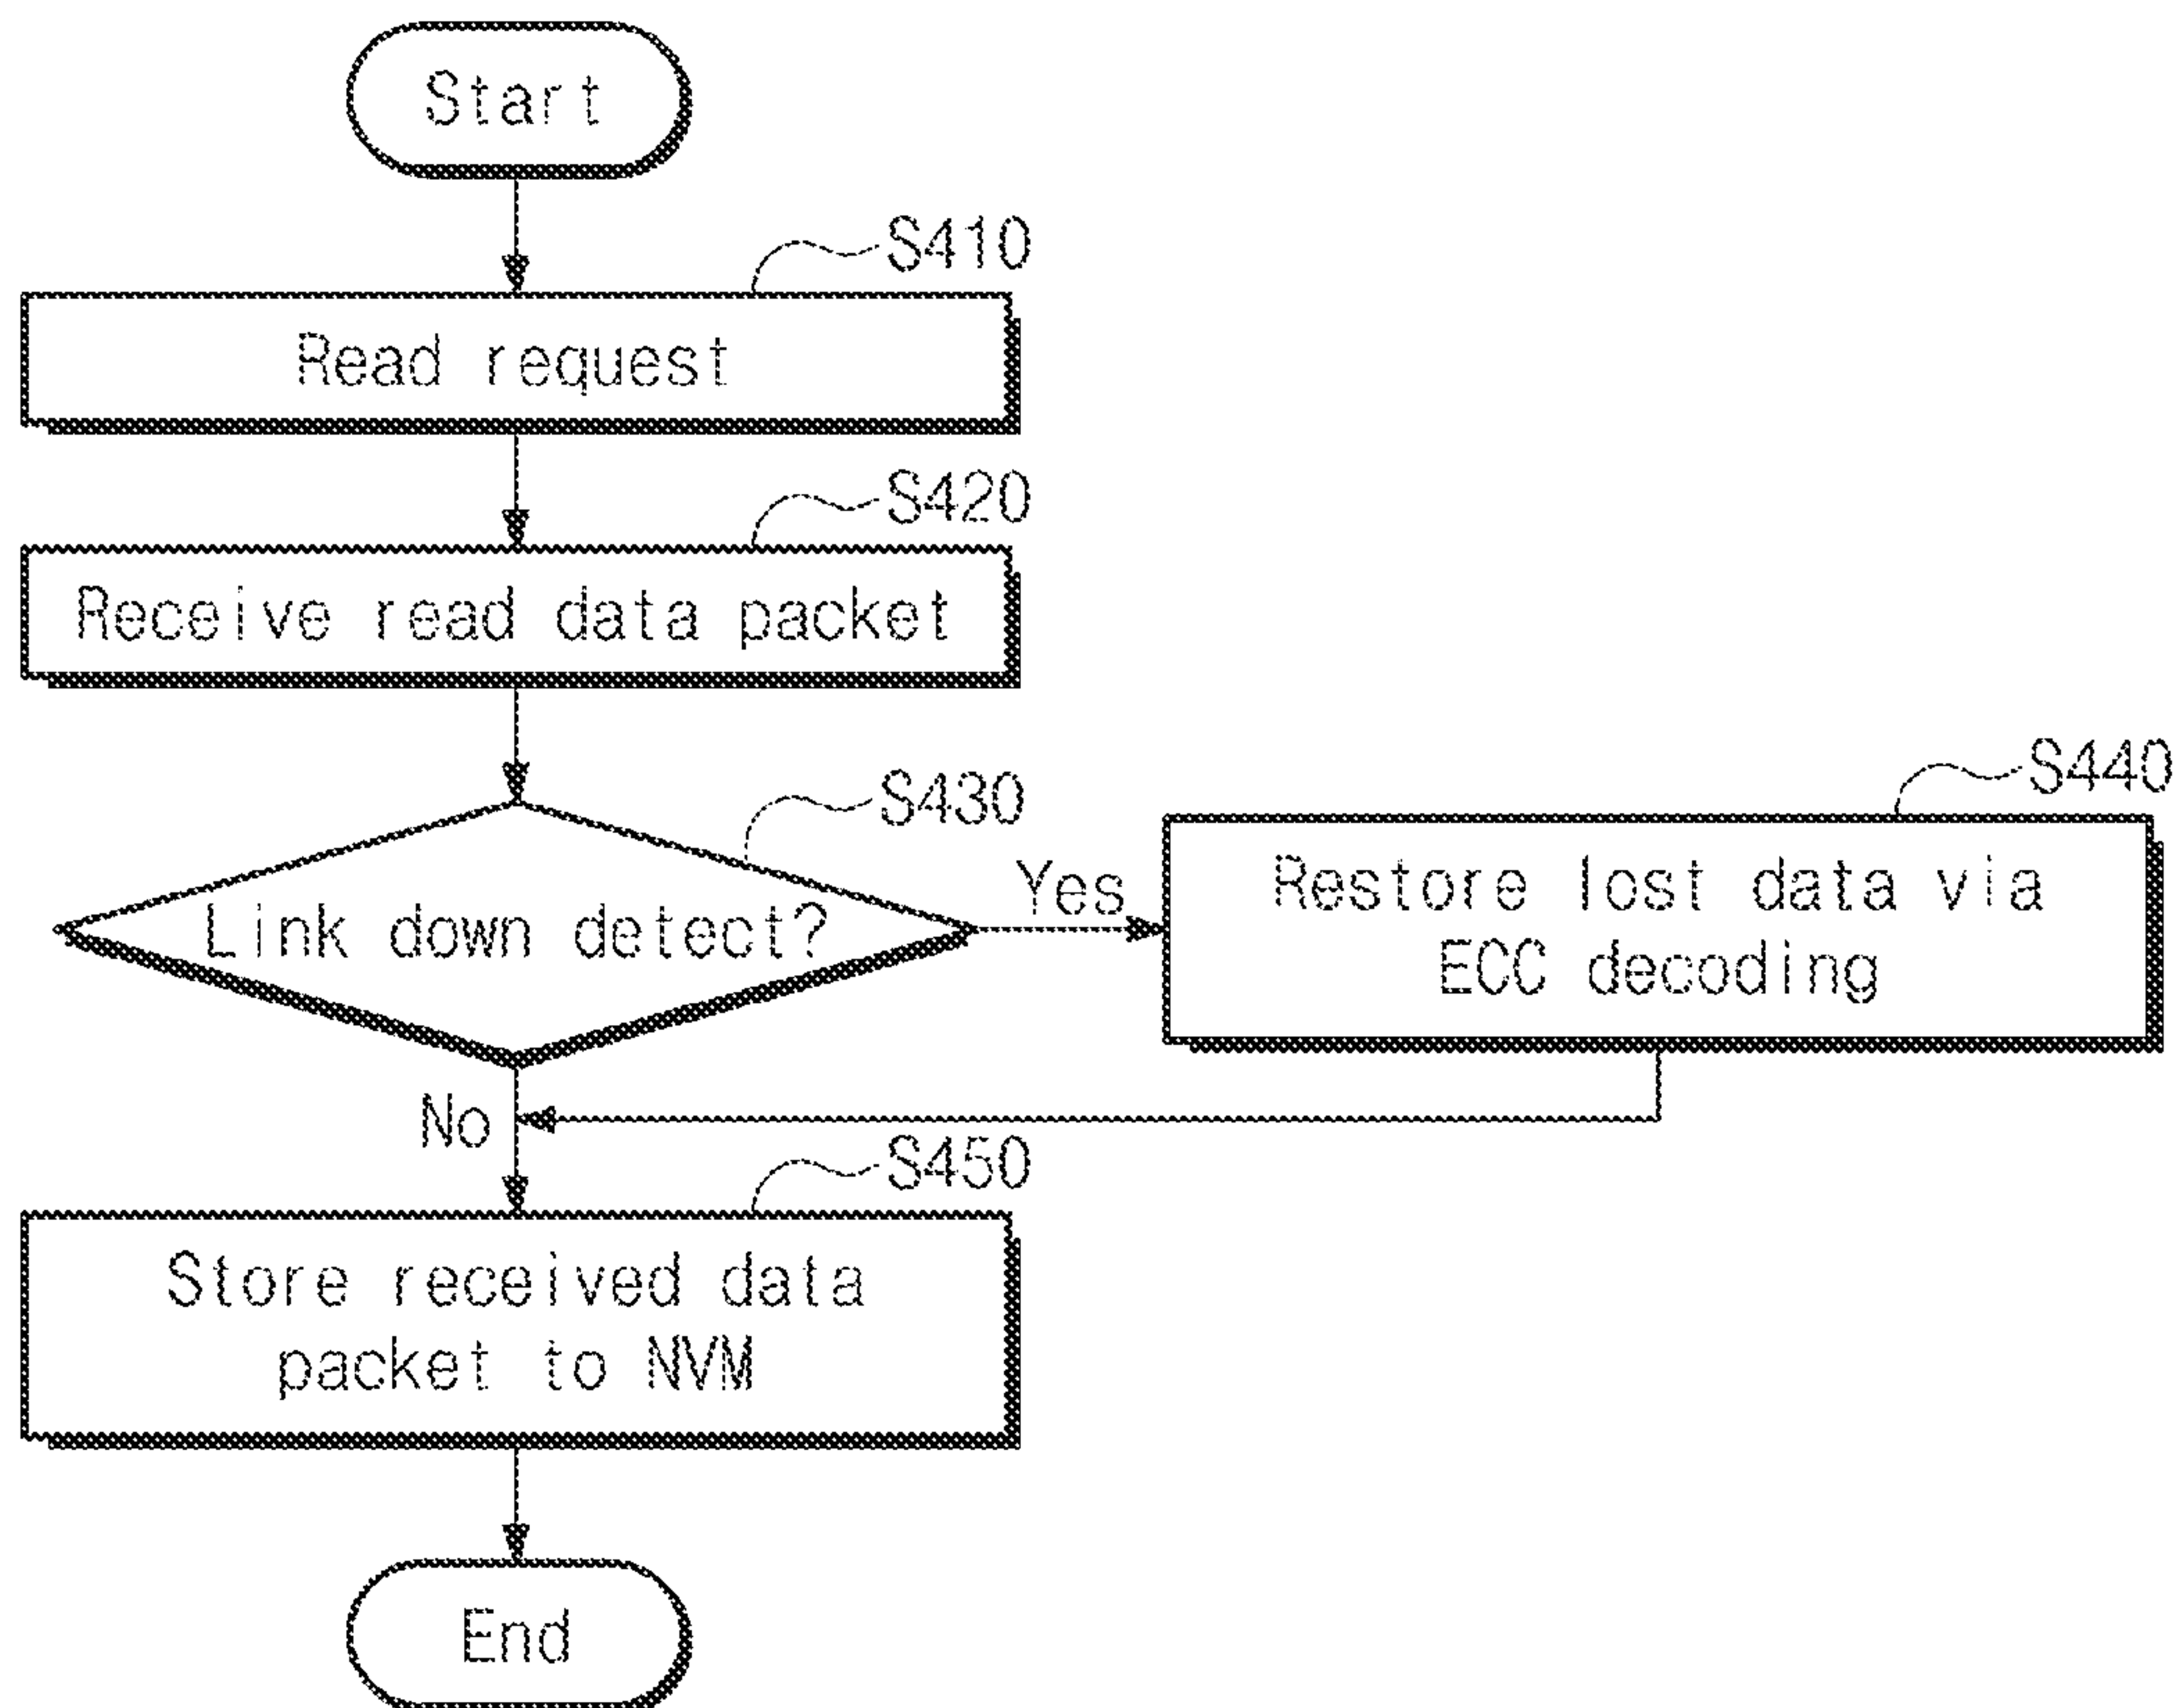 Start
S410
Read request
S420
Receive read data packet
S430
Link down detect?
Yes
S440
Restore lost data via
ECC decoding
No
S450
Store received data
packet to NVM
End